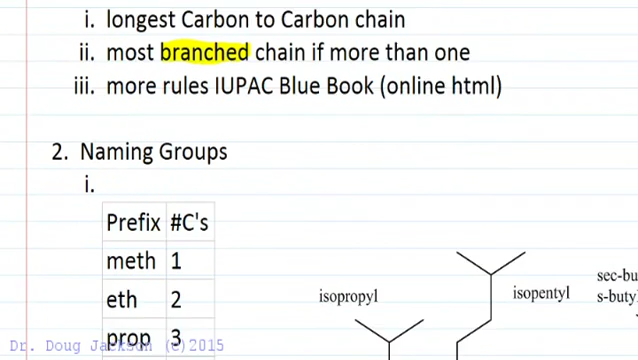 i. longest Carbon to Carbon chain
ii. most branched chain if more than one
iii. more rules IUPAC Blue Book (online html)
2. Naming Groups
i.
Prefix #C's
meth 1
eth 2
prop 3
isopropyl
isopentyl
sec-bu
s-buty
Dr. Doug Jackson (c)2015